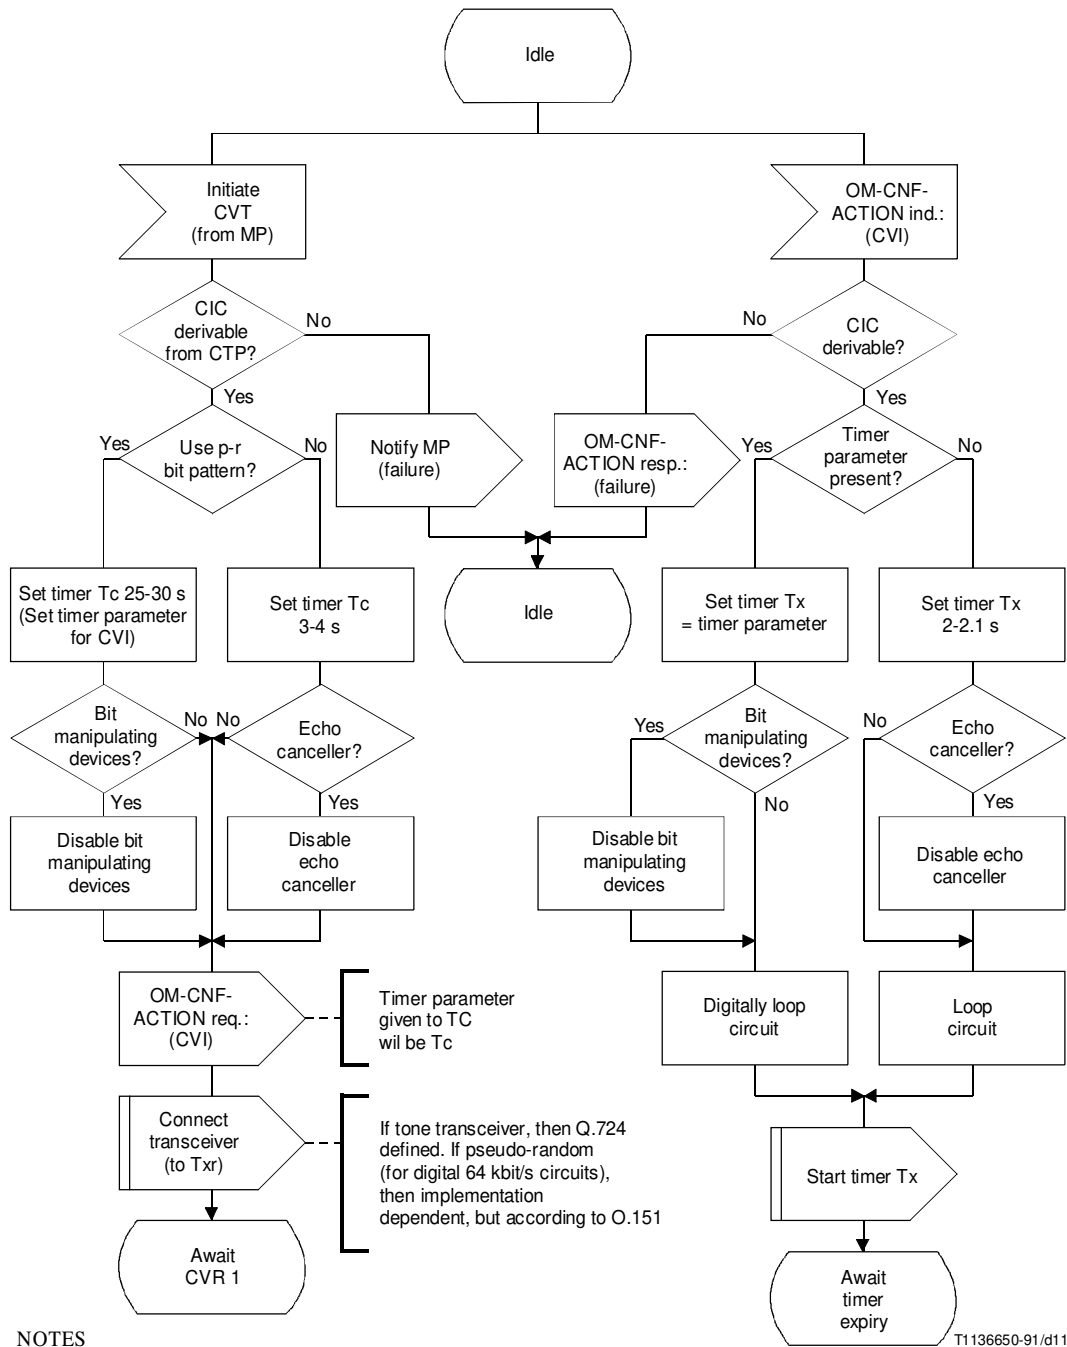 Idle
Initiate
CVT
(from MP)
OM-CNF-
ACTION ind.:
(CVI)
CIC
derivable
from CTP?
No
Yes
No
CIC
derivable?
Yes
Yes
Use p-r
bit pattern?
No
Notify MP
(failure)
OM-CNF-
ACTION resp.:
(failure)
Yes
Timer
parameter
present?
No
Set timer Tc 25-30 s
(Set timer parameter
for CVI)
Set timer Tc
3-4 s
Idle
Set timer Tx
= timer parameter
Set timer Tx
2-2.1 s
Bit
manipulating
devices?
No
No
Echo
canceller?
Yes
Yes
Yes
Bit
manipulating
devices?
No
No
Echo
canceller?
Yes
Disable bit
manipulating
devices
Disable
echo
canceller
Disable bit
manipulating
devices
Disable echo
canceller
OM-CNF-
ACTION req.:
(CVI)
Timer parameter
given to TC
wil be Tc
Digitally loop
circuit
Loop
circuit
Connect
transceiver
(to Txr)
If tone transceiver, then Q.724
defined. If pseudo-random
(for digital 64 kbit/s circuits),
then implementation
dependent, but according to O.151
Start timer Tx
Await
CVR 1
Await
timer
expiry
NOTES
T1136650-91/d11